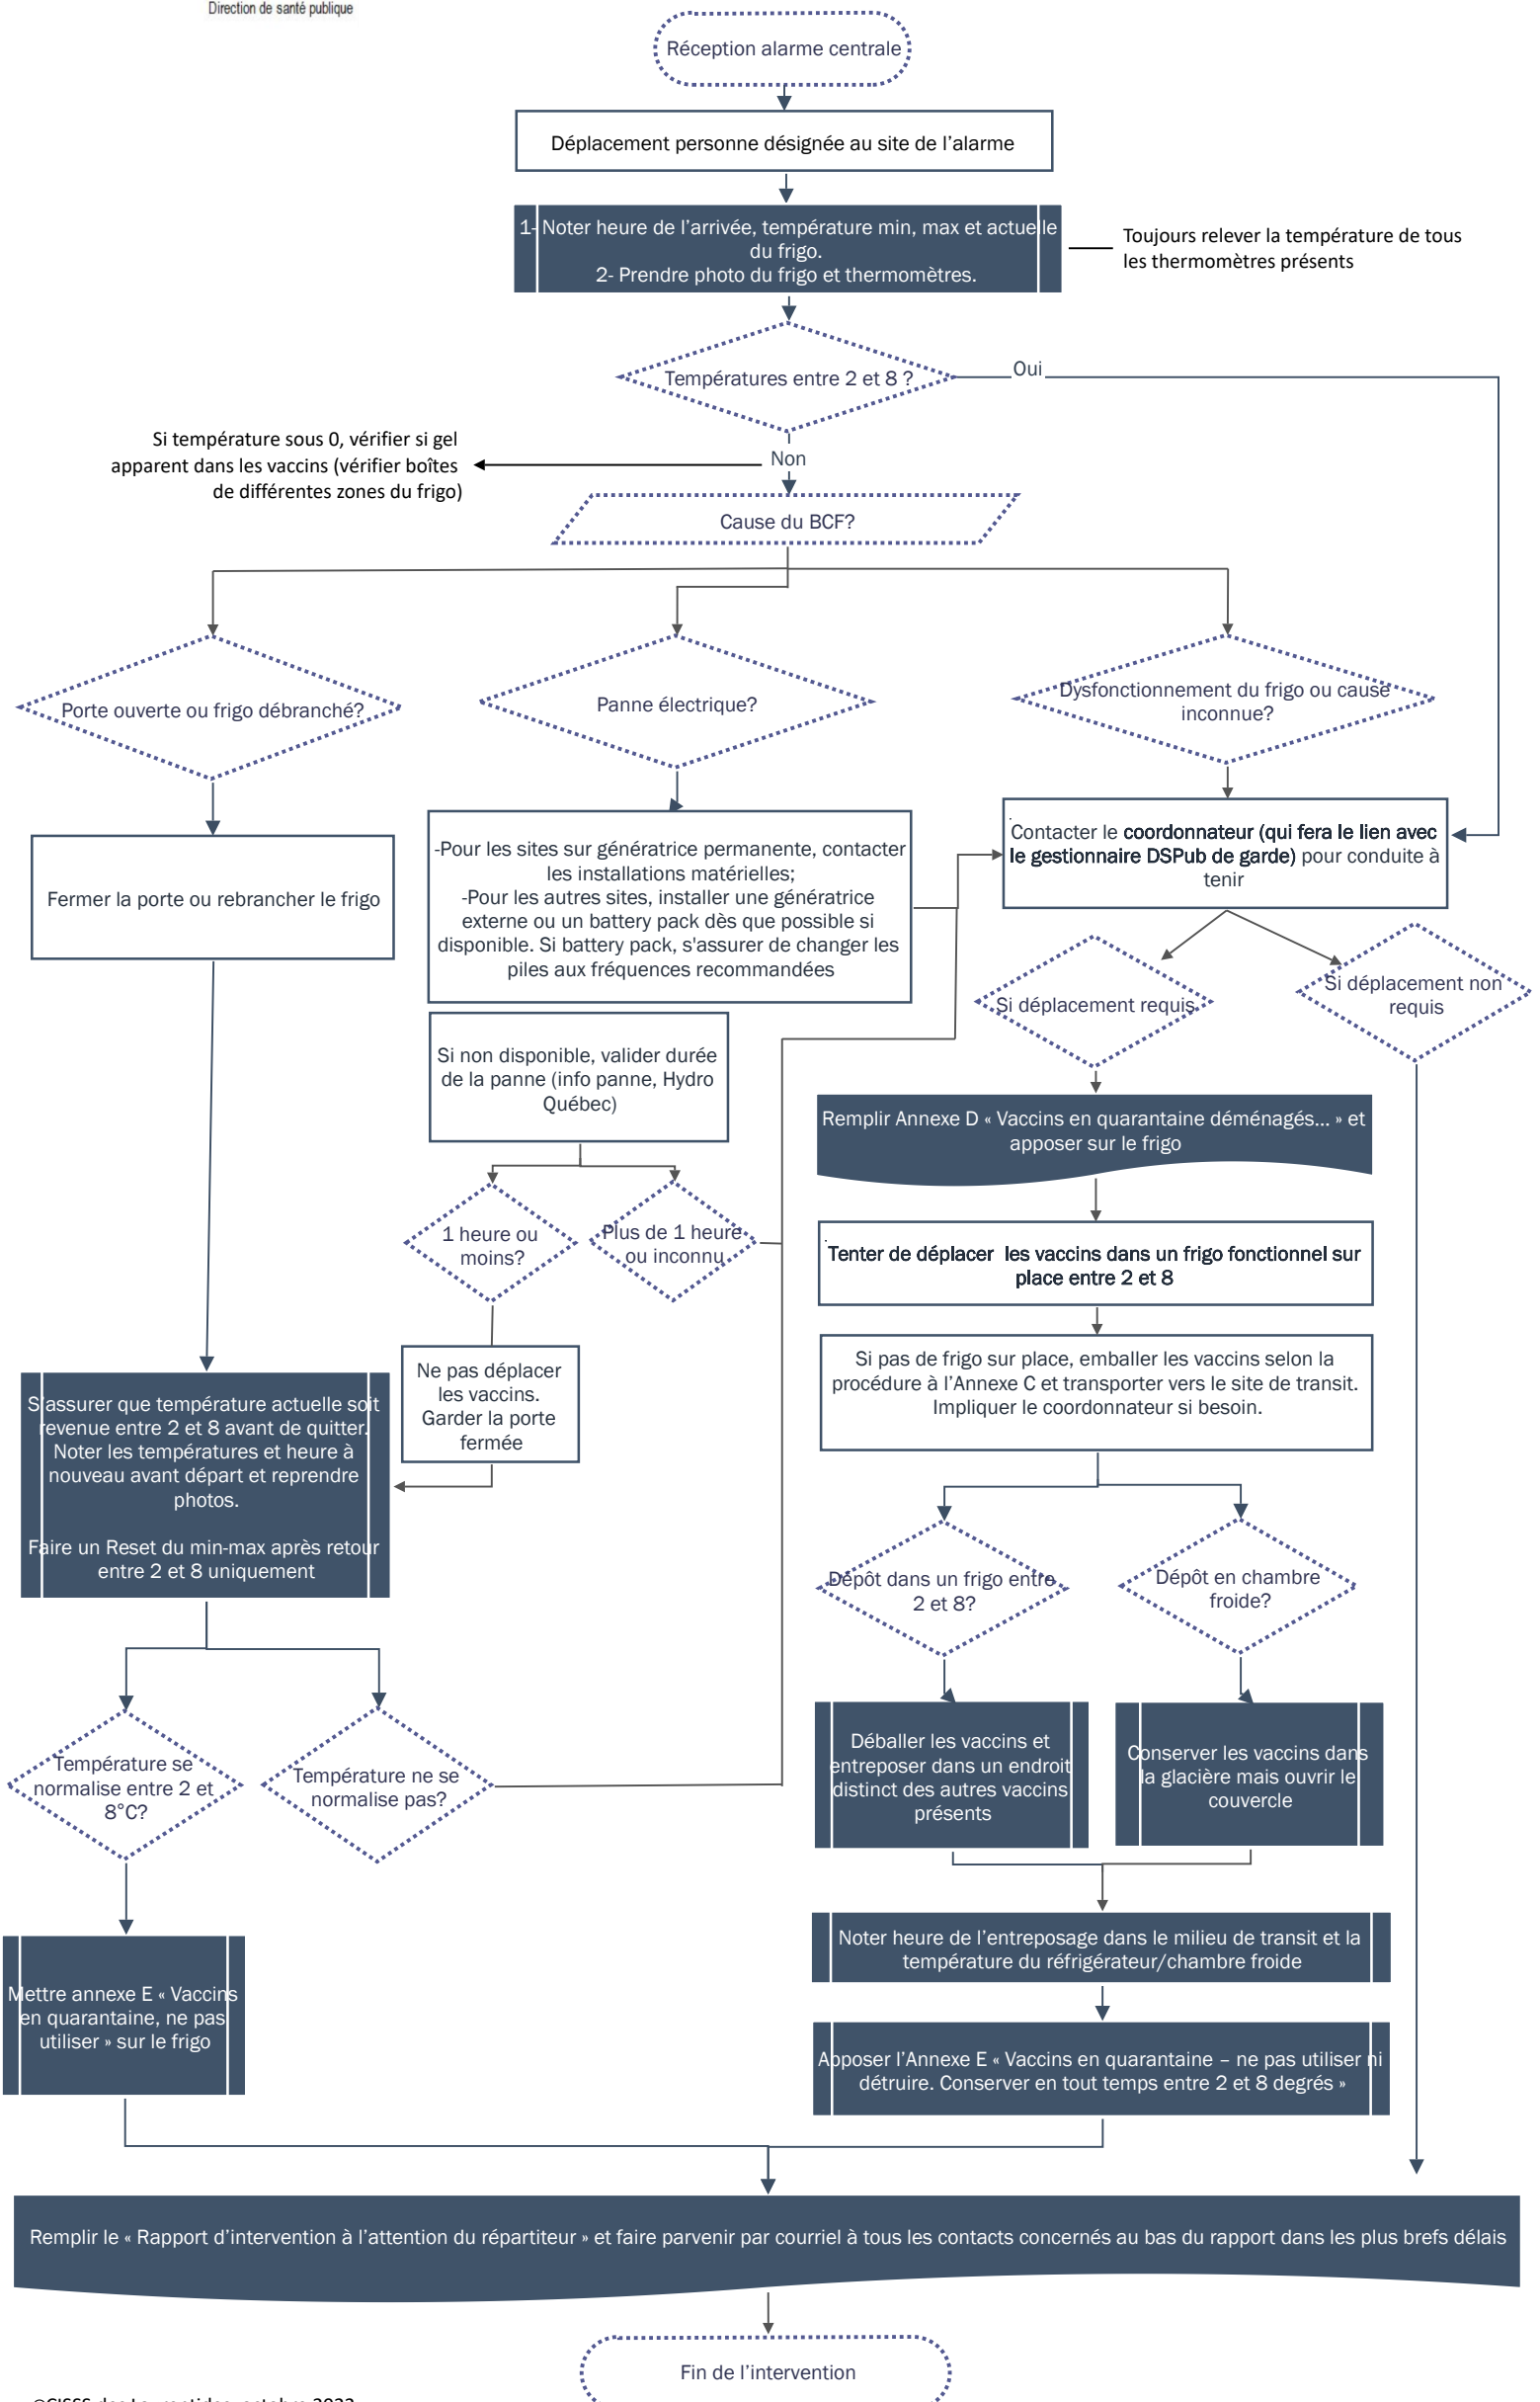 Direction de santé publique
Réception alarme centrale
Déplacement personne désignée au site de l'alarme
1- Noter heure de l'arrivée, température min, max et actuelle
du frigo.
2- Prendre photo du frigo et thermomètres.
Toujours relever la température de tous
les thermomètres présents
Températures entre 2 et 8 ?
Oui
Si température sous 0, vérifier si gel
apparent dans les vaccins (vérifier boîtes
de différentes zones du frigo)
Non
Cause du BCF?
Porte ouverte ou frigo débranché?
Panne électrique?
Dysfonctionnement du frigo ou cause
inconnue?
Fermer la porte ou rebrancher le frigo
-Pour les sites sur génératrice permanente, contacter
les installations matérielles;
-Pour les autres sites, installer une génératrice
externe ou un battery pack dès que possible si
disponible. Si battery pack, s'assurer de changer les
piles aux fréquences recommandées
Contacter le coordonnateur (qui fera le lien avec
le gestionnaire DSPub de garde) pour conduite à
tenir
Si déplacement requis
Si déplacement non
requis
Si non disponible, valider durée
de la panne (info panne, Hydro
Québec)
Remplir Annexe D « Vaccins en quarantaine déménagés... » et
apposer sur le frigo
1 heure ou
moins?
Plus de 1 heure
ou inconnu
Tenter de déplacer les vaccins dans un frigo fonctionnel sur
place entre 2 et 8
Ne pas déplacer
les vaccins.
Garder la porte
fermée
Si pas de frigo sur place, emballer les vaccins selon la
procédure à l'Annexe C et transporter vers le site de transit.
Impliquer le coordonnateur si besoin.
S'assurer que température actuelle soit
revenue entre 2 et 8 avant de quitter.
Noter les températures et heure à
nouveau avant départ et reprendre
photos.
Faire un Reset du min-max après retour
entre 2 et 8 uniquement
Dépôt dans un frigo entre
2 et 8?
Dépôt en chambre
froide?
Température se
normalise entre 2 et
8°C?
Température ne se
normalise pas?
Déballer les vaccins et
entreposer dans un endroit
distinct des autres vaccins
présents
Conserver les vaccins dans
la glacière mais ouvrir le
couvercle
Noter heure de l'entreposage dans le milieu de transit et la
température du réfrigérateur/chambre froide
Mettre annexe E « Vaccins
en quarantaine, ne pas
utiliser » sur le frigo
Apposer l'Annexe E « Vaccins en quarantaine – ne pas utiliser ni
détruire. Conserver en tout temps entre 2 et 8 degrés »
Remplir le « Rapport d'intervention à l'attention du répartiteur » et faire parvenir par courriel à tous les contacts concernés au bas du rapport dans les plus brefs délais
Fin de l'intervention
©CISSS des Laurentides, octobre 2022